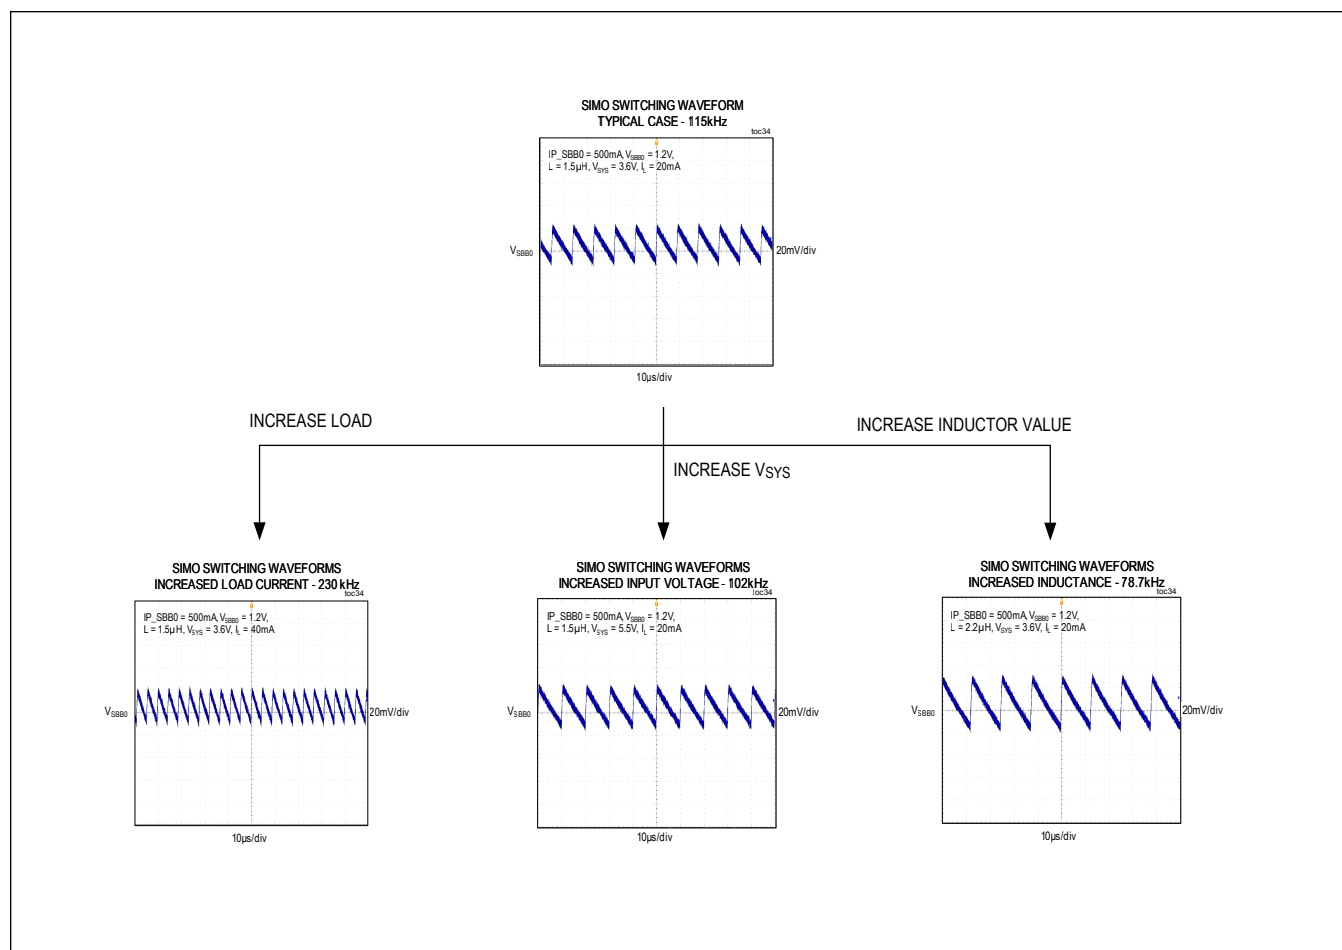 SIMO SWITCHING WAVEFORM
TYPICAL CASE - 115kHz
toc34
IP_SBB0 = 500mA, VSBB0 = 1.2V,
L = 1.5µH, VSYS = 3.6V, IL = 20mA
VSBB0
20mV/div
10µs/div
INCREASE LOAD
INCREASE VSYS
INCREASE INDUCTOR VALUE
SIMO SWITCHING WAVEFORMS
INCREASED LOAD CURRENT - 230 kHz
toc34
IP_SBB0 = 500mA, VSBB0 = 1.2V,
L = 1.5µH, VSYS = 3.6V, IL = 40mA
VSBB0
20mV/div
10µs/div
SIMO SWITCHING WAVEFORMS
INCREASED INPUT VOLTAGE - 102kHz
toc34
IP_SBB0 = 500mA, VSBB0 = 1.2V,
L = 1.5µH, VSYS = 5.5V, IL = 20mA
VSBB0
20mV/div
10µs/div
SIMO SWITCHING WAVEFORMS
INCREASED INDUCTANCE - 78.7kHz
toc34
IP_SBB0 = 500mA, VSBB0 = 1.2V,
L = 2.2µH, VSYS = 3.6V, IL = 20mA
VSBB0
20mV/div
10µs/div